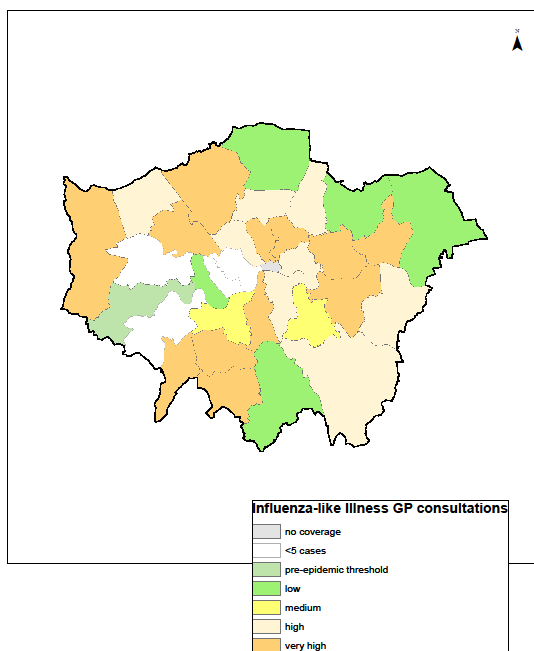 N
Influenza-like Illness GP consultations
no coverage
<5 cases
pre-epidemic threshold
low
medium
high
very high